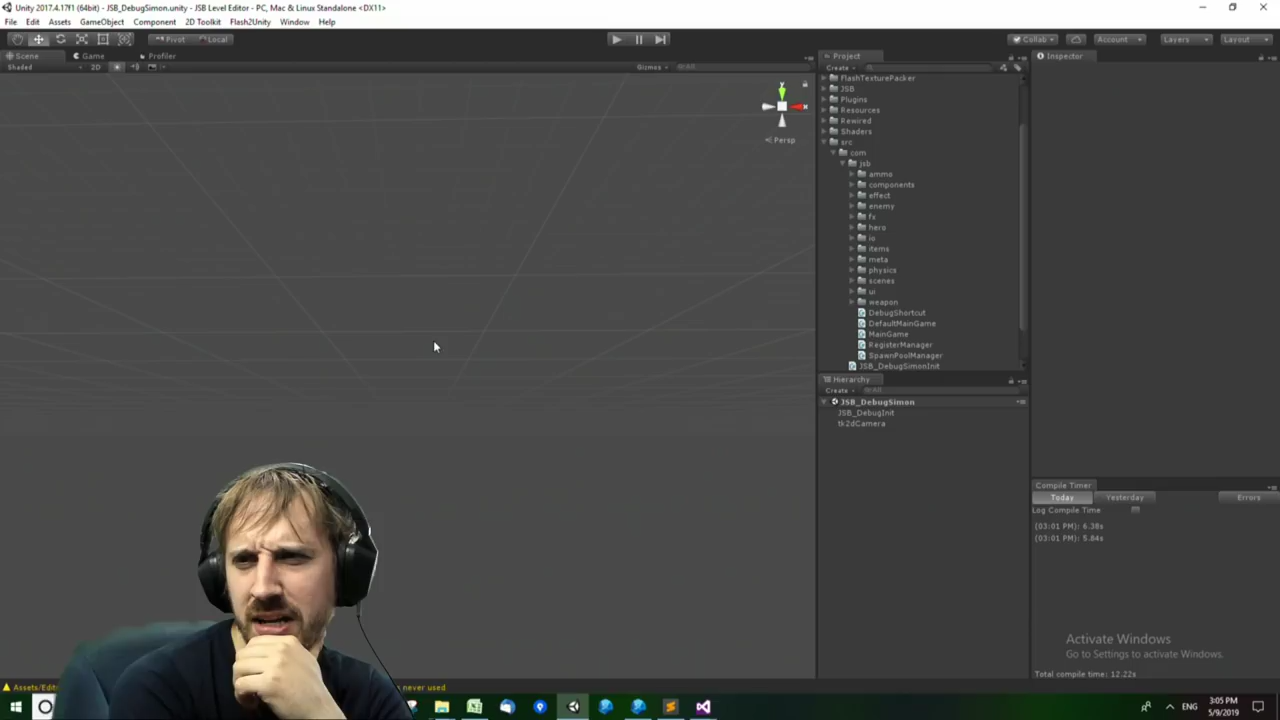 Unity 2017.4.17f1 (64bit) - JSB_DebugSimon.unity - JSB Level Editor - PC, Mac & Linux Standalone <DX11>
File Edit Assets GameObject Component 2D Toolkit Flash2Unity Window Help
Pivot Local Collab Account Layers Layout
Scene Game Profiler
Shaded 2D Gizmos All
y
x
Persp
Project
Create
FlashTexturePacker
JSB
Plugins
Resources
Rewired
Shaders
src
com
jsb
ammo
components
effect
enemy
fx
hero
io
items
meta
physics
scenes
ui
weapon
DebugShortcut
DefaultMainGame
MainGame
RegisterManager
SpawnPoolManager
JSB_DebugSimonInit
Hierarchy
Create All
JSB_DebugSimon
JSB_DebugInit
tk2dCamera
Inspector
Compile Timer
Today Yesterday Errors
Log Compile Time
(03:01 PM): 6.38s
(03:01 PM): 5.84s
Activate Windows
Go to Settings to activate Windows.
Total compile time: 12.22s
Assets/Edit
never used
ENG
3:05 PM
5/9/2019